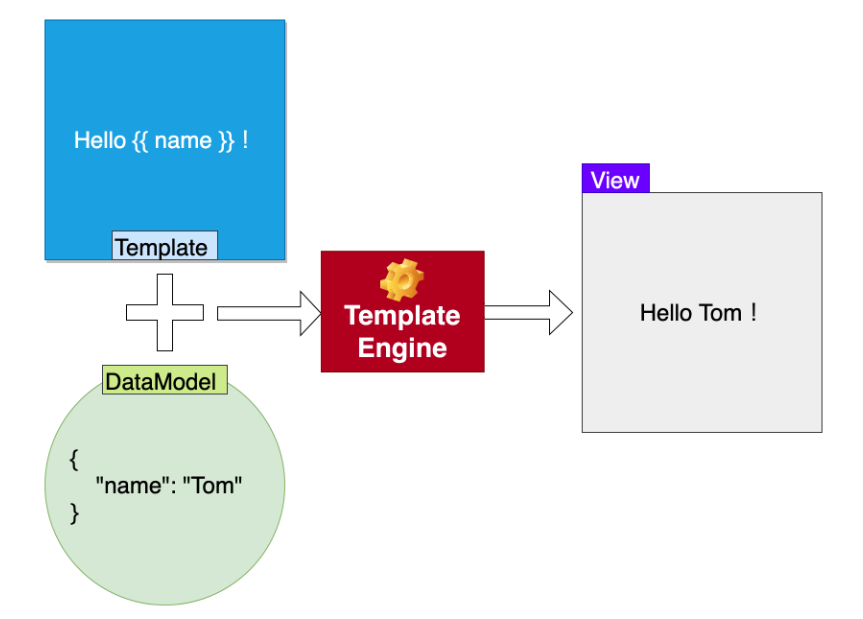 Hello {{ name }} !
Template
DataModel
{
"name": "Tom"
}
Template
Engine
View
Hello Tom !